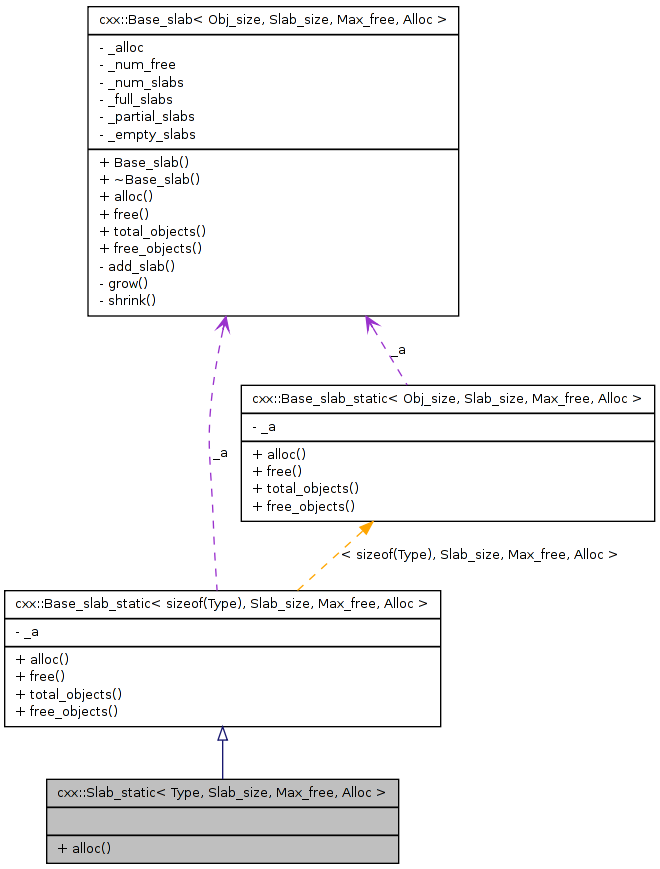 cxx::Base_slab< Obj_size, Slab_size, Max_free, Alloc >
- _alloc
- _num_free
- _num_slabs
- _full_slabs
- _partial_slabs
- _empty_slabs
+ Base_slab()
+ ~Base_slab()
+ alloc()
+ free()
+ total_objects()
+ free_objects()
- add_slab()
- grow()
- shrink()
_a
cxx::Base_slab_static< Obj_size, Slab_size, Max_free, Alloc >
- _a
+ alloc()
+ free()
+ total_objects()
+ free_objects()
_a
< sizeof(Type), Slab_size, Max_free, Alloc >
cxx::Base_slab_static< sizeof(Type), Slab_size, Max_free, Alloc >
- _a
+ alloc()
+ free()
+ total_objects()
+ free_objects()
cxx::Slab_static< Type, Slab_size, Max_free, Alloc >
+ alloc()